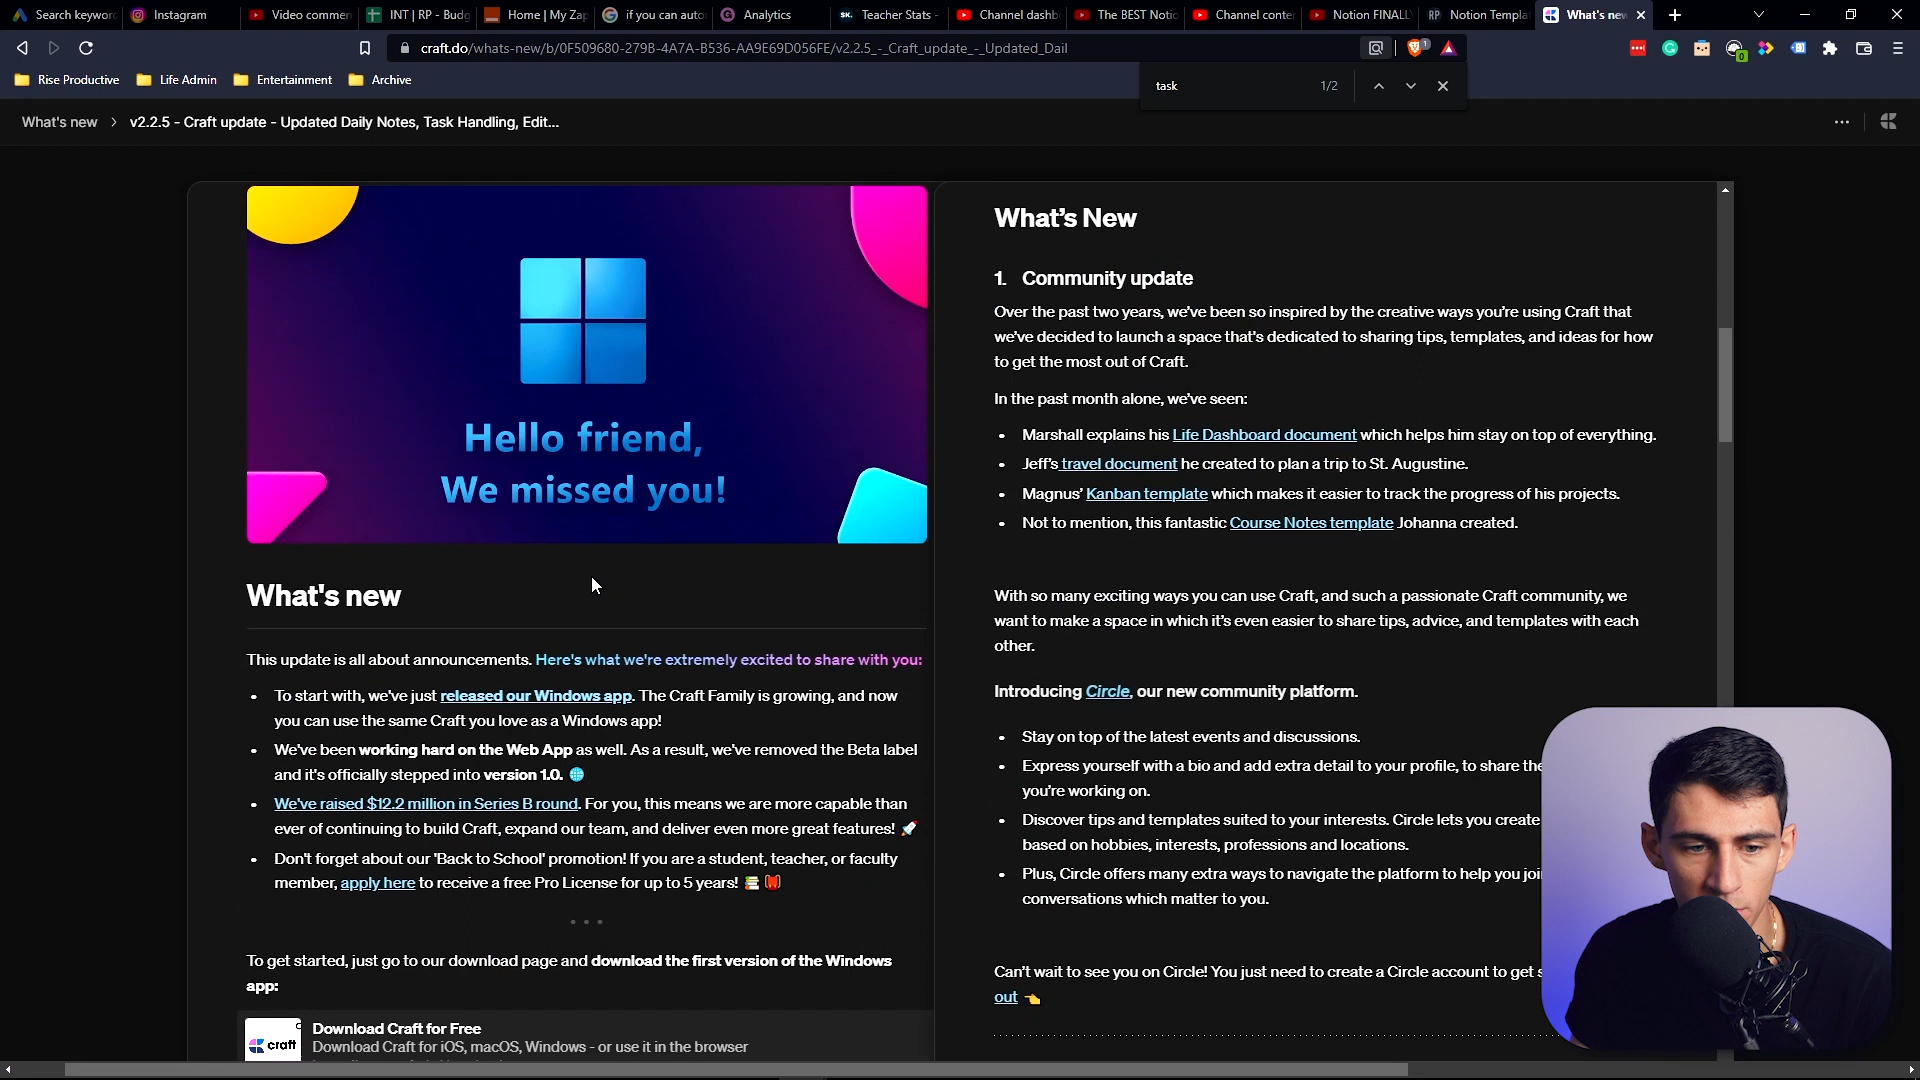 Search keyword
Instagram
Video commen
INT | RP - Budg
Home | My Zap
if you can auto
Analytics
Teacher Stats -
Channel dashb
The BEST Notio
Channel conten
Notion FINALL
Notion Templa
What's new
craft.do/whats-new/b/0F509680-279B-4A7A-B536-AA9E69D056FE/v2.2.5_-_Craft_update_-_Updated_Dail
Rise Productive
Life Admin
Entertainment
Archive
task 1/2
What's new > v2.2.5 - Craft update - Updated Daily Notes, Task Handling, Edit...
Hello friend,
We missed you!
What's new
This update is all about announcements. Here's what we're extremely excited to share with you:
• To start with, we've just released our Windows app. The Craft Family is growing, and now
you can use the same Craft you love as a Windows app!
• We've been working hard on the Web App as well. As a result, we've removed the Beta label
and it's officially stepped into version 1.0. 🌐
• We've raised $12.2 million in Series B round. For you, this means we are more capable than
ever of continuing to build Craft, expand our team, and deliver even more great features! 🚀
• Don't forget about our 'Back to School' promotion! If you are a student, teacher, or faculty
member, apply here to receive a free Pro License for up to 5 years! 📚 🎒
To get started, just go to our download page and download the first version of the Windows
app:
craft
Download Craft for Free
Download Craft for iOS, macOS, Windows - or use it in the browser
What's New
1. Community update
Over the past two years, we've been so inspired by the creative ways you're using Craft that
we've decided to launch a space that's dedicated to sharing tips, templates, and ideas for how
to get the most out of Craft.
In the past month alone, we've seen:
• Marshall explains his Life Dashboard document which helps him stay on top of everything.
• Jeff's travel document he created to plan a trip to St. Augustine.
• Magnus' Kanban template which makes it easier to track the progress of his projects.
• Not to mention, this fantastic Course Notes template Johanna created.
With so many exciting ways you can use Craft, and such a passionate Craft community, we
want to make a space in which it's even easier to share tips, advice, and templates with each
other.
Introducing Circle, our new community platform.
• Stay on top of the latest events and discussions.
• Express yourself with a bio and add extra detail to your profile, to share the
you're working on.
• Discover tips and templates suited to your interests. Circle lets you create
based on hobbies, interests, professions and locations.
• Plus, Circle offers many extra ways to navigate the platform to help you joi
conversations which matter to you.
Can't wait to see you on Circle! You just need to create a Circle account to get s
out 👈